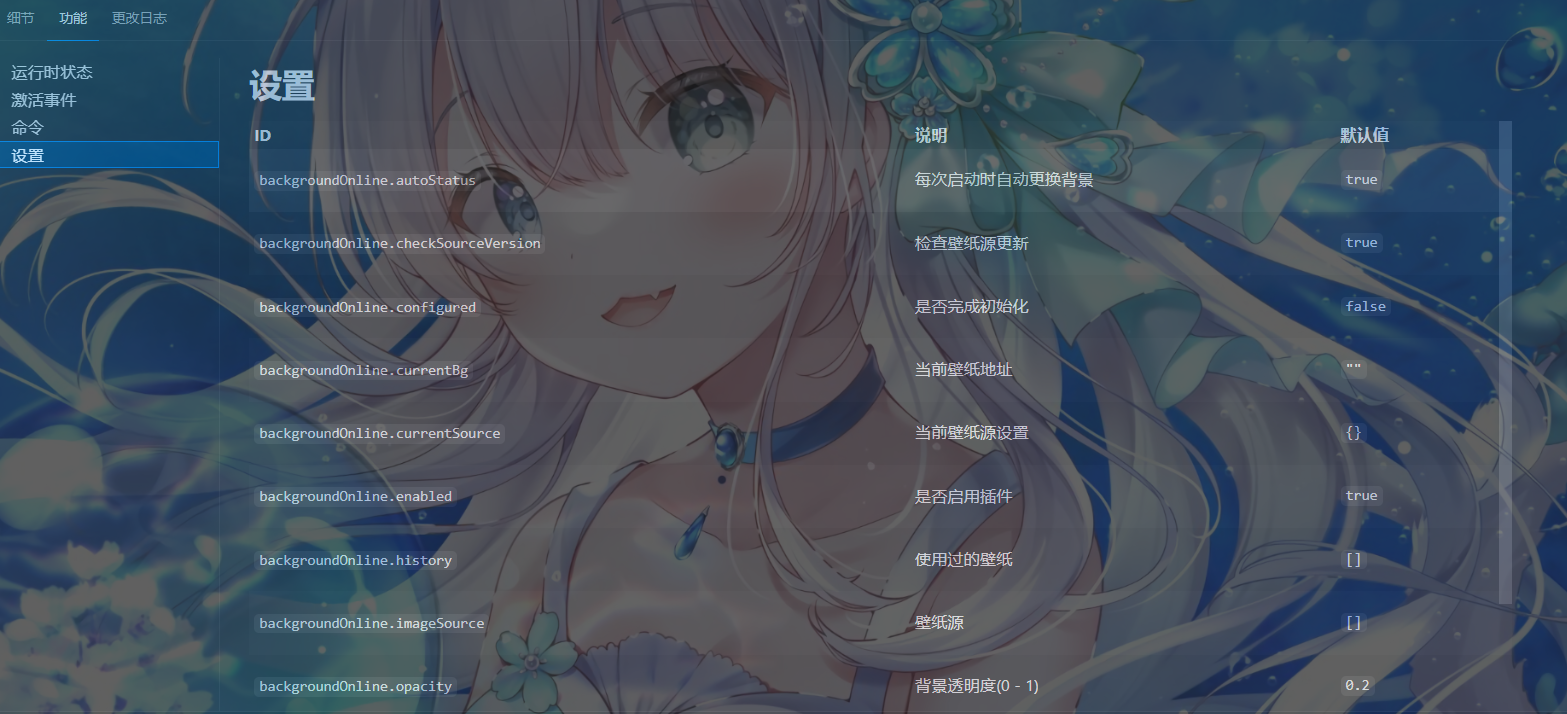 细节 功能 更改日志
运行时状态
激活事件
命令
设置
设置
ID 说明 默认值
backgroundOnline.autoStatus 每次启动时自动更换背景 true
backgroundOnline.checkSourceVersion 检查壁纸源更新 true
backgroundOnline.configured 是否完成初始化 false
backgroundOnline.currentBg 当前壁纸地址 ""
backgroundOnline.currentSource 当前壁纸源设置 {}
backgroundOnline.enabled 是否启用插件 true
backgroundOnline.history 使用过的壁纸 []
backgroundOnline.imageSource 壁纸源 []
backgroundOnline.opacity 背景透明度(0 - 1) 0.2